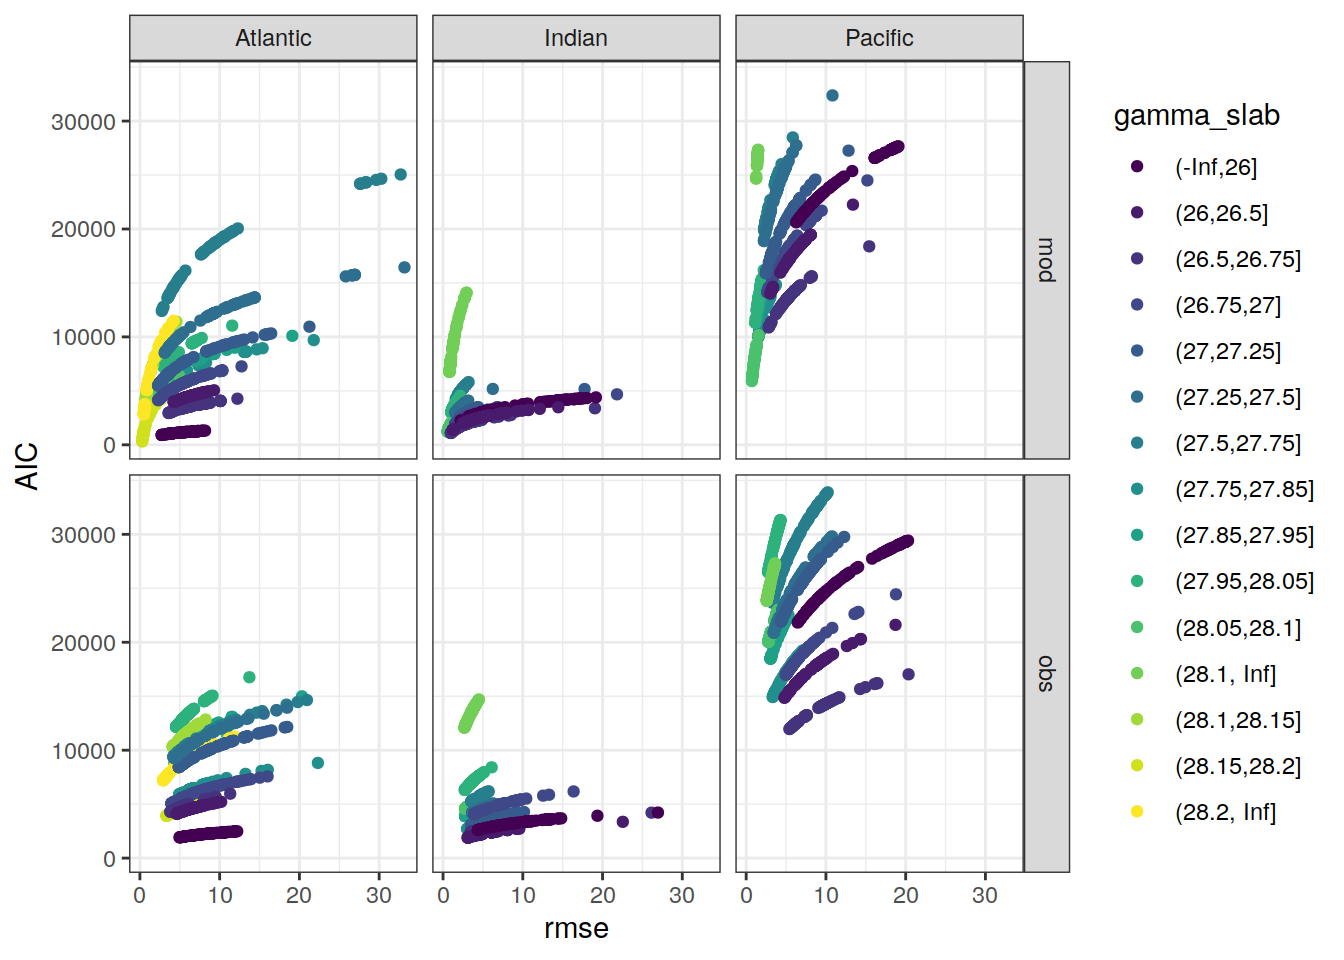 Atlantic
Indian
Pacific
AIC
30000
20000
10000
0
mod
30000
20000
10000
0
obs
0 10 20 30
0 10 20 30
0 10 20 30
rmse
gamma_slab
(-Inf,26]
(26,26.5]
(26.5,26.75]
(26.75,27]
(27,27.25]
(27.25,27.5]
(27.5,27.75]
(27.75,27.85]
(27.85,27.95]
(27.95,28.05]
(28.05,28.1]
(28.1, Inf]
(28.1,28.15]
(28.15,28.2]
(28.2, Inf]